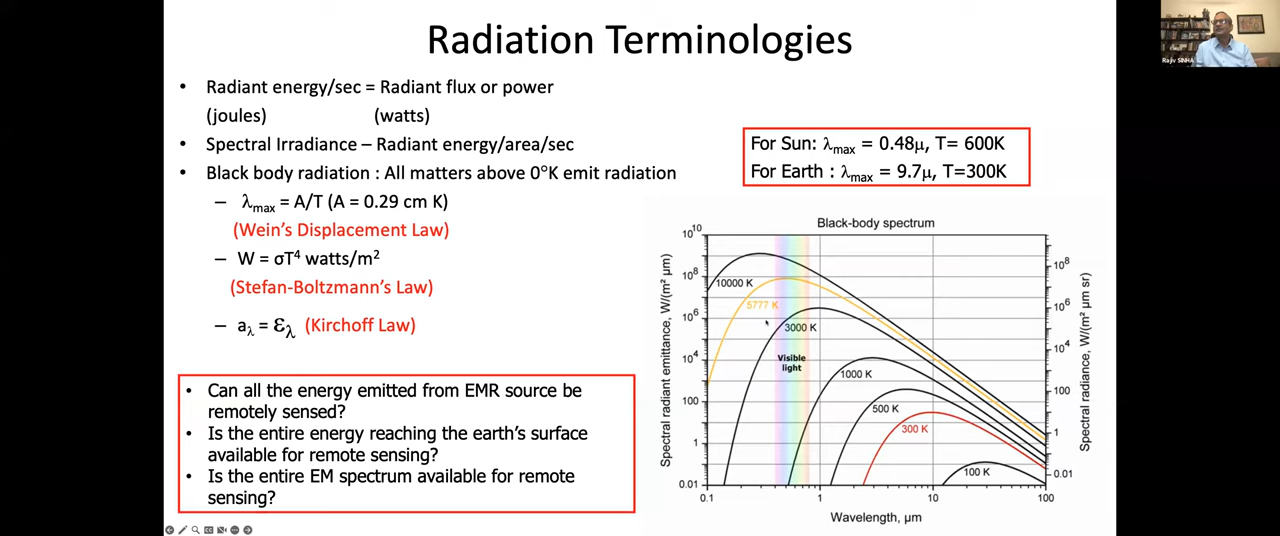 Radiation Terminologies
Rajiv SINHA
• Radiant energy/sec = Radiant flux or power
(joules) (watts)
• Spectral Irradiance – Radiant energy/area/sec
• Black body radiation : All matters above 0°K emit radiation
– λmax = A/T (A = 0.29 cm K)
(Wein's Displacement Law)
– W = σT⁴ watts/m²
(Stefan-Boltzmann's Law)
– aλ = ελ (Kirchoff Law)
For Sun: λmax = 0.48μ, T= 600K
For Earth : λmax = 9.7μ, T=300K
• Can all the energy emitted from EMR source be
remotely sensed?
• Is the entire energy reaching the earth's surface
available for remote sensing?
• Is the entire EM spectrum available for remote
sensing?
Black-body spectrum
Spectral radiant emittance, W/(m² μm)
10¹⁰
10⁸
10⁶
10⁴
100
1
0.01
10000 K
5777 K
3000 K
Visible
light
1000 K
500 K
300 K
100 K
10⁸
10⁶
10⁴
100
1
0.01
Spectral radiance, W/(m² μm sr)
0.1 1 10 100
Wavelength, μm